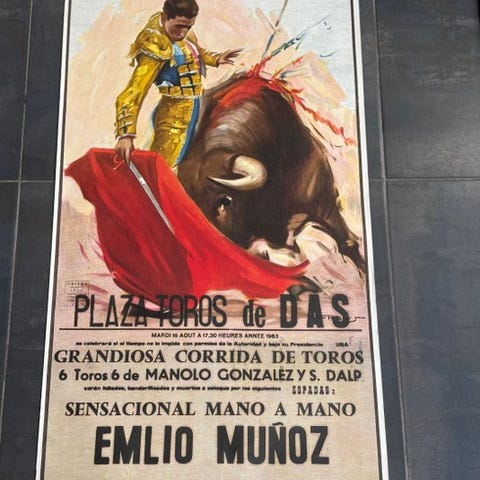 PLAZA TOROS de DAS
MARDI 16 AOUT A 17,30 HEURES ANNÉE 1983
se celebrará si el tiempo no lo impide con permiso de la Autoridad y bajo su Presidencia USA
GRANDIOSA CORRIDA DE TOROS
6 Toros 6 de MANOLO GONZALEZ Y S. DALP
serán lidiados, banderilleados y muertos a estoque por los siguientes ESPADAS:
SENSACIONAL MANO A MANO
EMLIO MUÑOZ